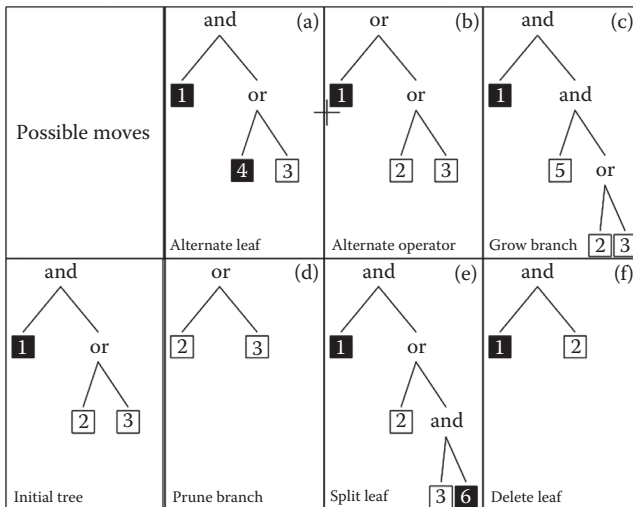 Possible moves
and (a)
1 or
4 3
Alternate leaf
or (b)
1 or
2 3
Alternate operator
and (c)
1 and
5 or
2 3
Grow branch
and
1 or
2 3
Initial tree
or (d)
2 3
Prune branch
and (e)
1 or
2 and
3 6
Split leaf
and (f)
1 2
Delete leaf